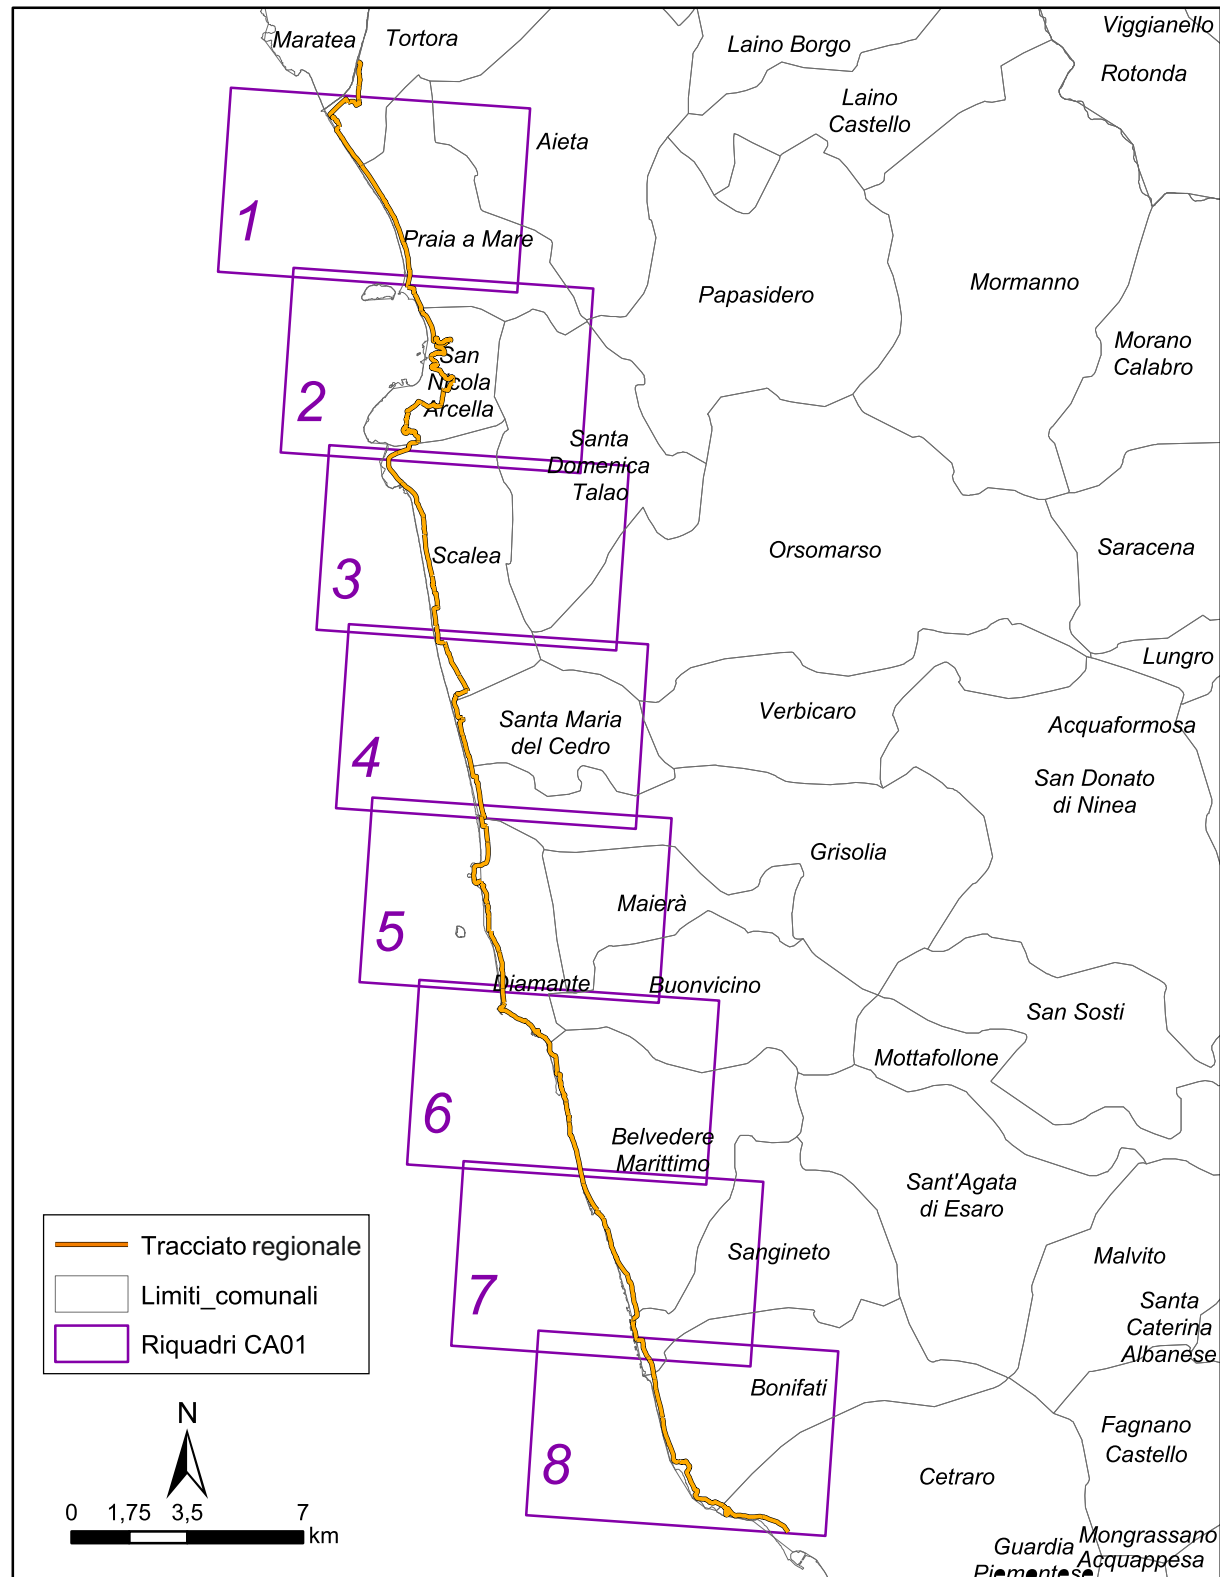 Maratea
Tortora
Laino Borgo
Viggianello
Rotonda
Laino
Castello
Aieta
1
Praia a Mare
Papasidero
Mormanno
Morano
Calabro
San
Nicola
Arcella
2
Santa
Domenica
Talao
Scalea
Orsomarso
Saracena
3
Lungro
Santa Maria
del Cedro
Verbicaro
Acquaformosa
4
San Donato
di Ninea
Grisolia
Maierà
5
Diamante
Buonvicino
San Sosti
Mottafollone
6
Belvedere
Marittimo
Sant'Agata
di Esaro
Sangineto
Malvito
7
Santa
Caterina
Albanese
Bonifati
Fagnano
Castello
8
Cetraro
Guardia
Piemontese
Mongrassano
Acquappesa
Tracciato regionale
Limiti_comunali
Riquadri CA01
N
0 1,75 3,5 7
km